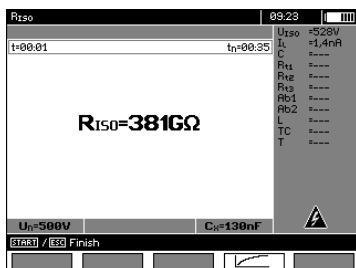 RISO 09:23
t=00:01 tn=00:35
UISO =528V
IL =1,4nA
C =---
Rt1 =---
Rt2 =---
Rt3 =---
Ab1 =---
Ab2 =---
L =---
TC =---
T =---
RISO=381GΩ
Un=500V CX=130nF
START / ESC Finish